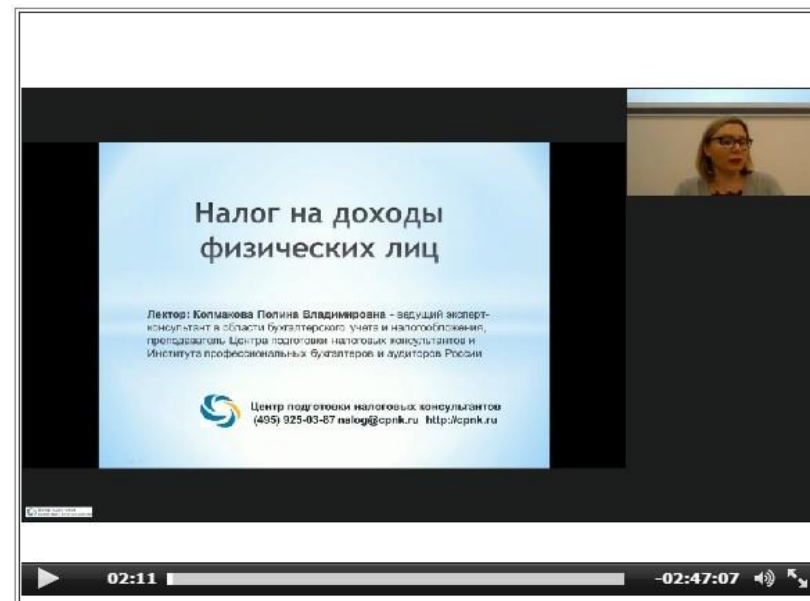 Налог на доходы
физических лиц
Лектор: Колмакова Полина Владимировна - ведущий эксперт-
консультант в области бухгалтерского учета и налогообложения,
преподаватель Центра подготовки налоговых консультантов и
Института профессиональных бухгалтеров и аудиторов России
Центр подготовки налоговых консультантов
(495) 925-03-87 nalog@cpnk.ru http://cpnk.ru
02:11
-02:47:07